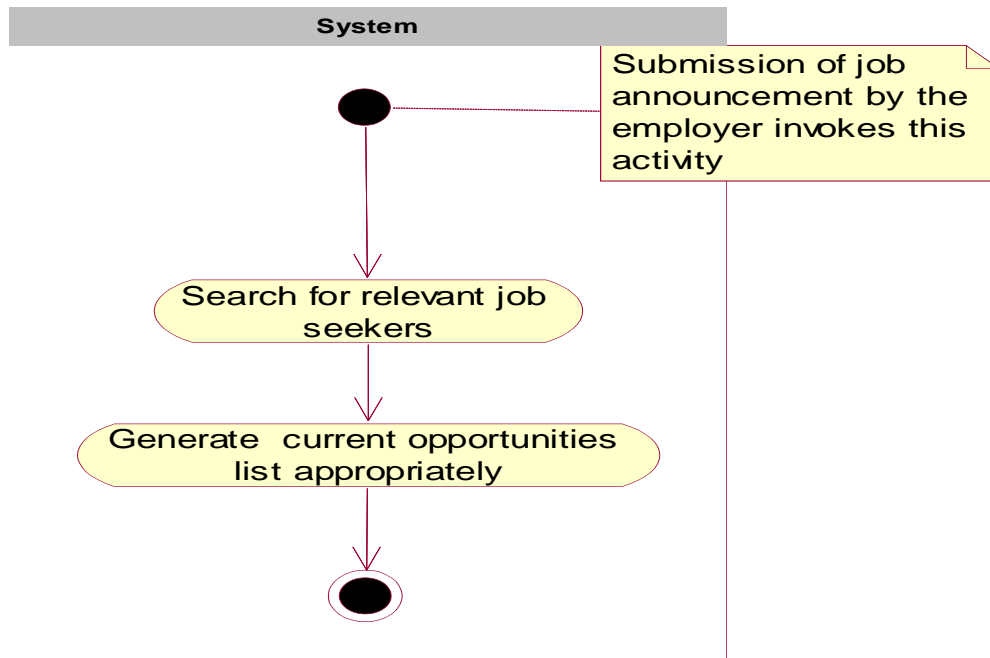 System
Submission of job
announcement by the
employer invokes this
activity
Search for relevant job
seekers
Generate current opportunities
list appropriately